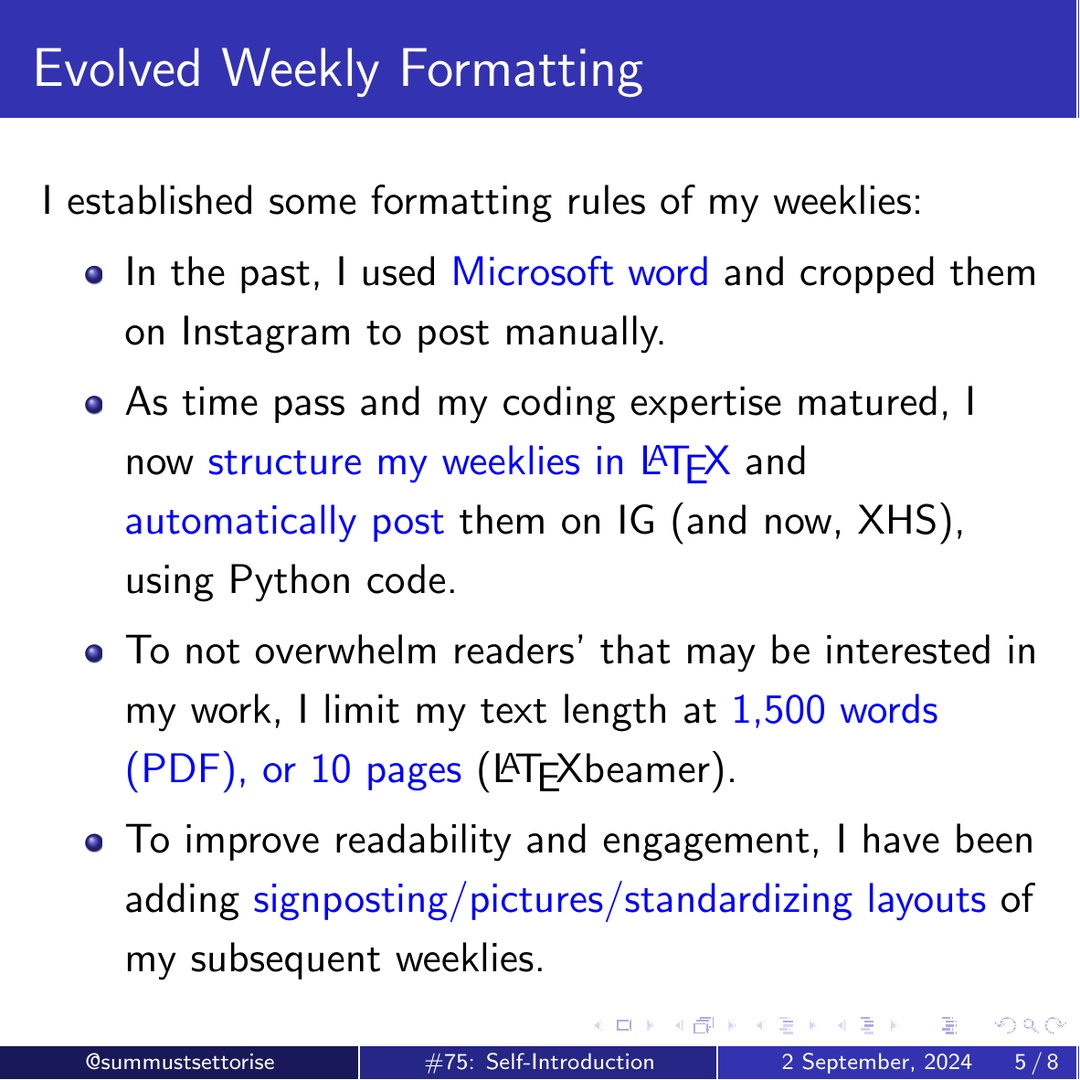 Evolved Weekly Formatting
I established some formatting rules of my weeklies:
In the past, I used Microsoft word and cropped them
on Instagram to post manually.
As time pass and my coding expertise matured, I
now structure my weeklies in LATEX and
automatically post them on IG (and now, XHS),
using Python code.
To not overwhelm readers’ that may be interested in
my work, I limit my text length at 1,500 words
(PDF), or 10 pages (LATEXbeamer).
To improve readability and engagement, I have been
adding signposting/pictures/standardizing layouts of
my subsequent weeklies.
@summustsettorise #75: Self-Introduction 2 September, 2024 5 / 8